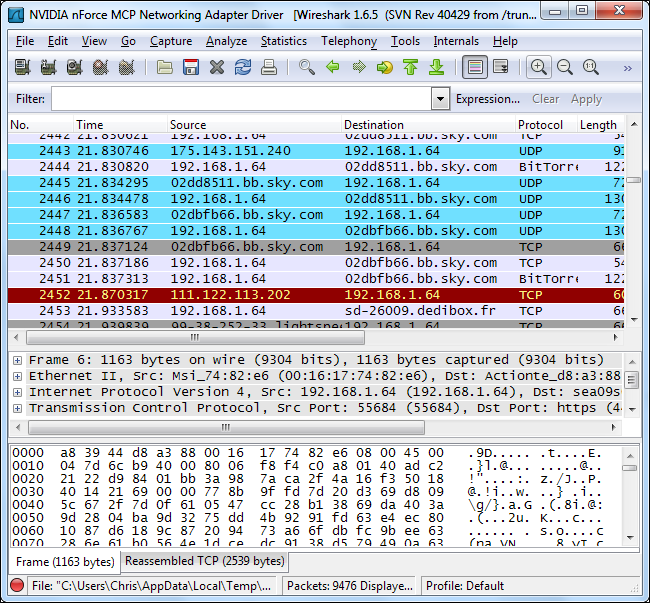 NVIDIA nForce MCP Networking Adapter Driver [Wireshark 1.6.5 (SVN Rev 40429 from /trun...
File Edit View Go Capture Analyze Statistics Telephony Tools Internals Help
Filter: Expression... Clear Apply
No. Time Source Destination Protocol Length
2442 21.830621 192.168.1.64 02dd8511.bb.sky.com TCP 54
2443 21.830746 175.143.151.240 192.168.1.64 UDP 91
2444 21.830820 192.168.1.64 02dd8511.bb.sky.com BitTorre 122
2445 21.834295 02dd8511.bb.sky.com 192.168.1.64 UDP 72
2446 21.834478 192.168.1.64 02dd8511.bb.sky.com UDP 130
2447 21.836583 02dbfb66.bb.sky.com 192.168.1.64 UDP 72
2448 21.836767 192.168.1.64 02dbfb66.bb.sky.com UDP 130
2449 21.837124 02dbfb66.bb.sky.com 192.168.1.64 TCP 66
2450 21.837186 192.168.1.64 02dbfb66.bb.sky.com TCP 54
2451 21.837313 192.168.1.64 02dbfb66.bb.sky.com BitTorre 122
2452 21.870317 111.122.113.202 192.168.1.64 TCP 60
2453 21.933583 192.168.1.64 sd-26009.dedibox.fr TCP 66
2454 21.939839 99-38-252-33.lightspe 192.168.1.64 TCP 66
Frame 6: 1163 bytes on wire (9304 bits), 1163 bytes captured (9304 bits)
Ethernet II, Src: Msi_74:82:e6 (00:16:17:74:82:e6), Dst: Actionte_d8:a3:88
Internet Protocol Version 4, Src: 192.168.1.64 (192.168.1.64), Dst: sea09s
Transmission Control Protocol, Src Port: 55684 (55684), Dst Port: https (4
0000 a8 39 44 d8 a3 88 00 16 17 74 82 e6 08 00 45 00 .9D..... .t....E.
0010 04 7d 6c b9 40 00 80 06 f8 f4 c0 a8 01 40 ad c2 .}l.@... .....@..
0020 21 22 d9 84 01 bb 3a 98 7a ca 2f 4a 16 f3 50 18 !"....:. z./J..P.
0030 40 14 21 69 00 00 77 8b 9f fd 7d 20 d3 69 d8 09 @.!i..w. ..} .i..
0040 5c 67 2f 7d 0f 61 05 47 cc 28 b1 38 69 da 40 3a \g/}.a.G .(.8i.@:
0050 9d 28 04 ba 9d 32 75 dd 4b 92 91 fd 63 e4 ec 80 .(...2u. K...c...
0060 10 87 d6 18 9c 87 20 94 73 a6 6f db fc 9b ee 63 ...... . s.o....c
0070 28 6e 61 b0 56 4e 1d ce dc 91 38 d5 79 49 0a 63
Frame (1163 bytes) Reassembled TCP (2539 bytes)
File: "C:\Users\Chris\AppData\Local\Temp\... Packets: 9476 Displaye... Profile: Default